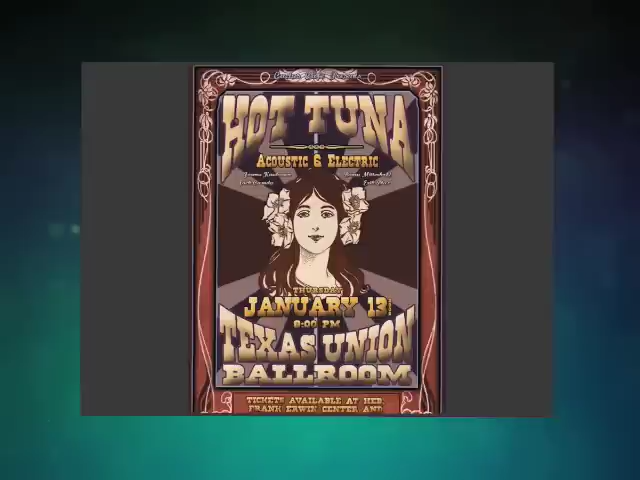 HOT TUNA
ACOUSTIC & ELECTRIC
THURSDAY
JANUARY 13
8:00 PM
TEXAS UNION
BALLROOM
TICKETS AVAILABLE AT HEB,
FRANK ERWIN CENTER AND